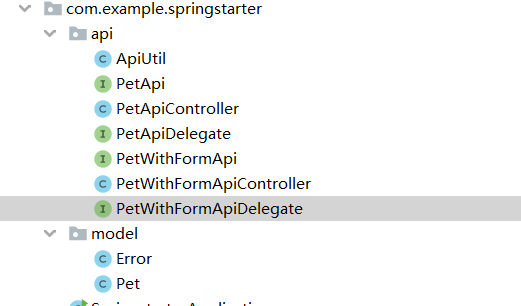 com.example.springstarter
api
ApiUtil
PetApi
PetApiController
PetApiDelegate
PetWithFormApi
PetWithFormApiController
PetWithFormApiDelegate
model
Error
Pet